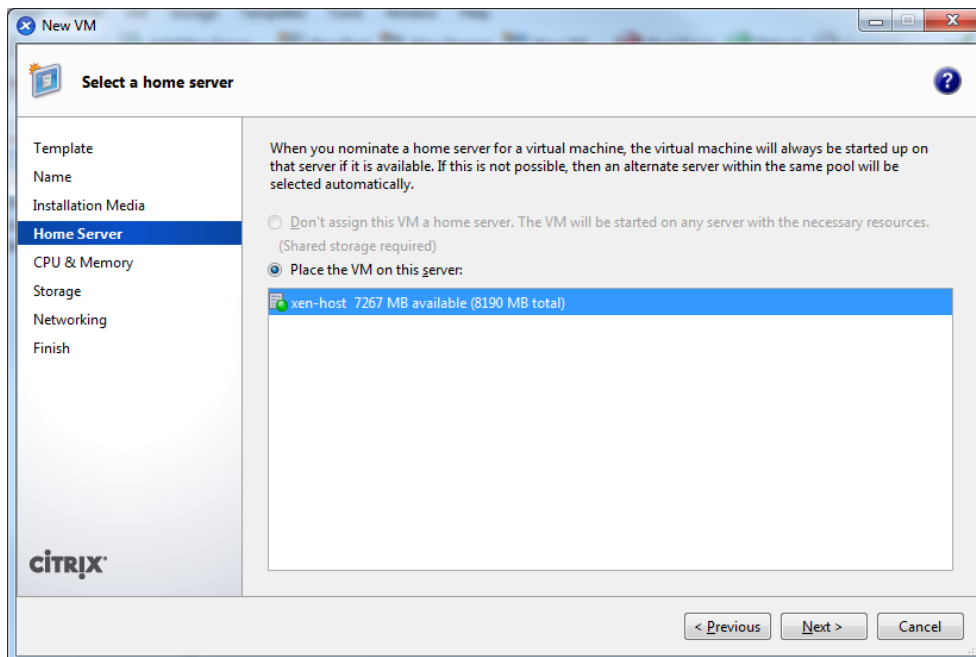 New VM
Select a home server
Template
Name
Installation Media
Home Server
CPU & Memory
Storage
Networking
Finish
When you nominate a home server for a virtual machine, the virtual machine will always be started up on
that server if it is available. If this is not possible, then an alternate server within the same pool will be
selected automatically.
Don't assign this VM a home server. The VM will be started on any server with the necessary resources.
(Shared storage required)
Place the VM on this server:
xen-host 7267 MB available (8190 MB total)
CITRIX
< Previous
Next >
Cancel